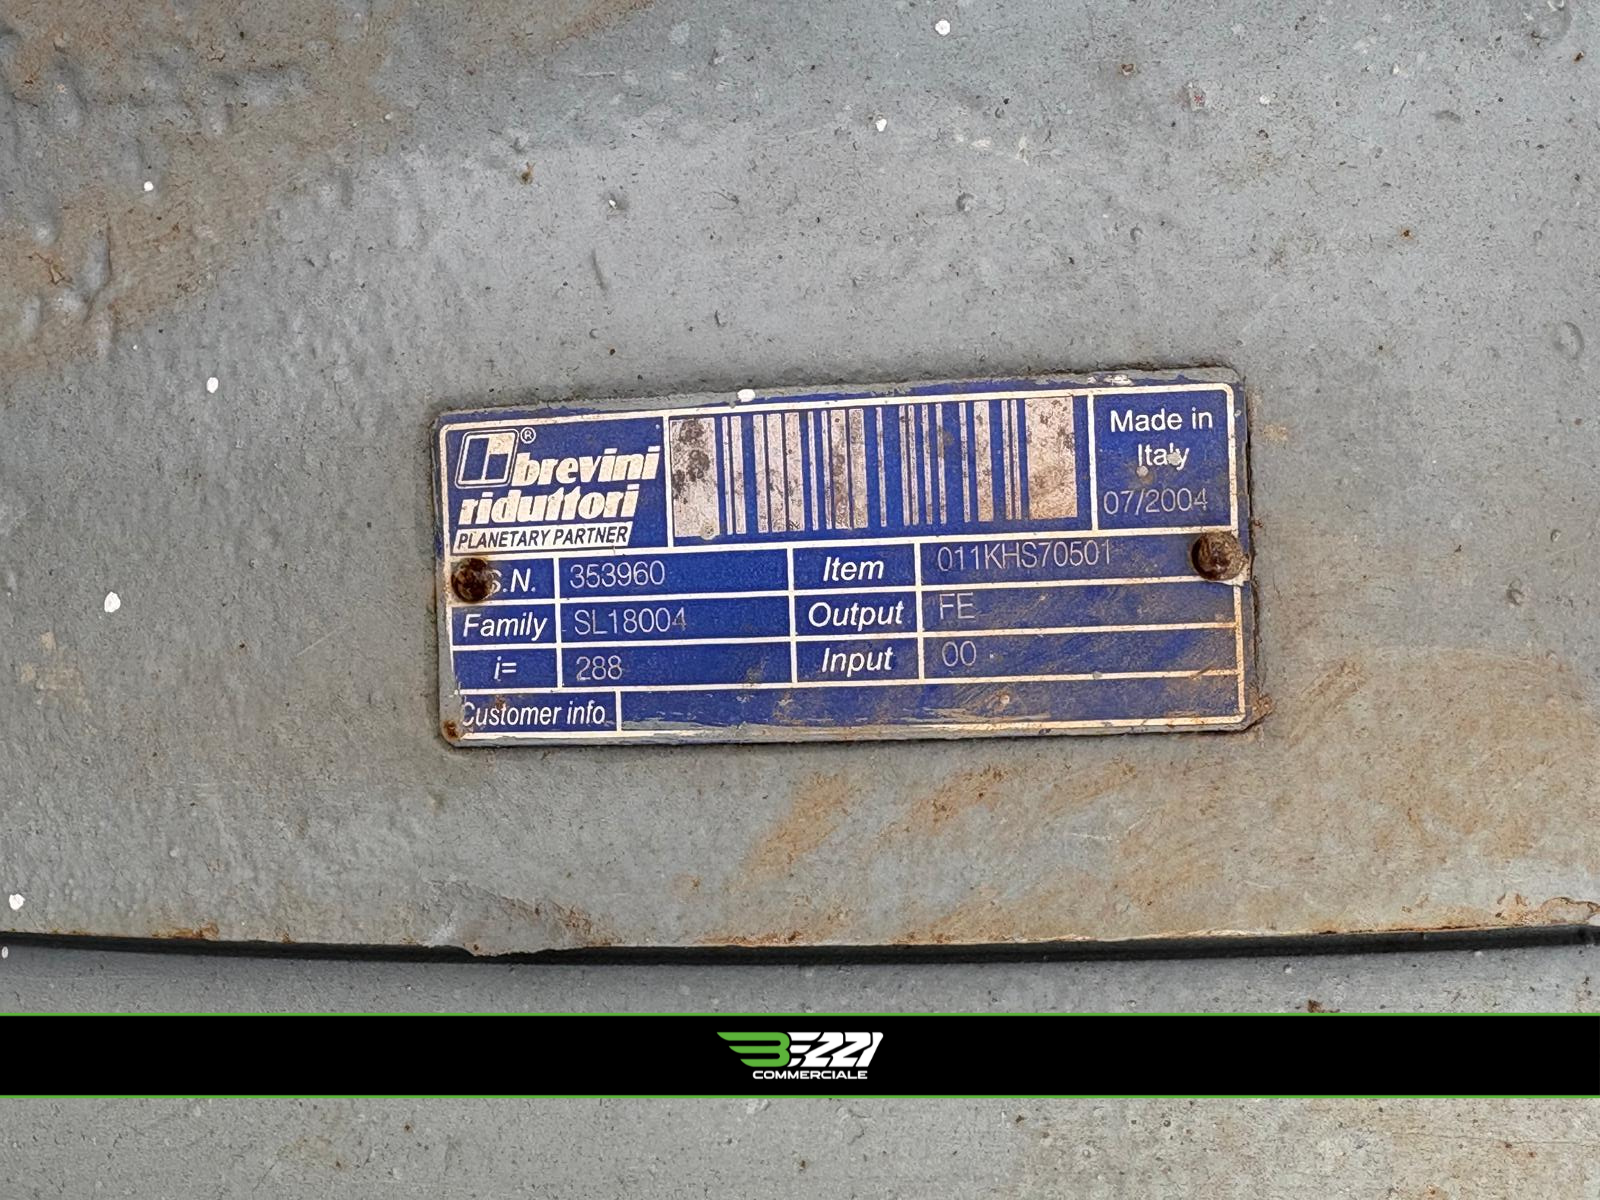 brevini®
riduttori
PLANETARY PARTNER
Made in
Italy
07/2004
S.N. 353960 Item 011KHS70501
Family SL18004 Output FE
i= 288 Input 00
Customer info
BEZZI
COMMERCIALE